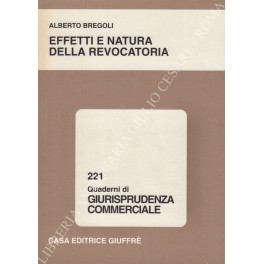 ALBERTO BREGOLI
EFFETTI E NATURA
DELLA REVOCATORIA
221
Quaderni di
GIURISPRUDENZA
COMMERCIALE
CASA EDITRICE GIUFFRÈ